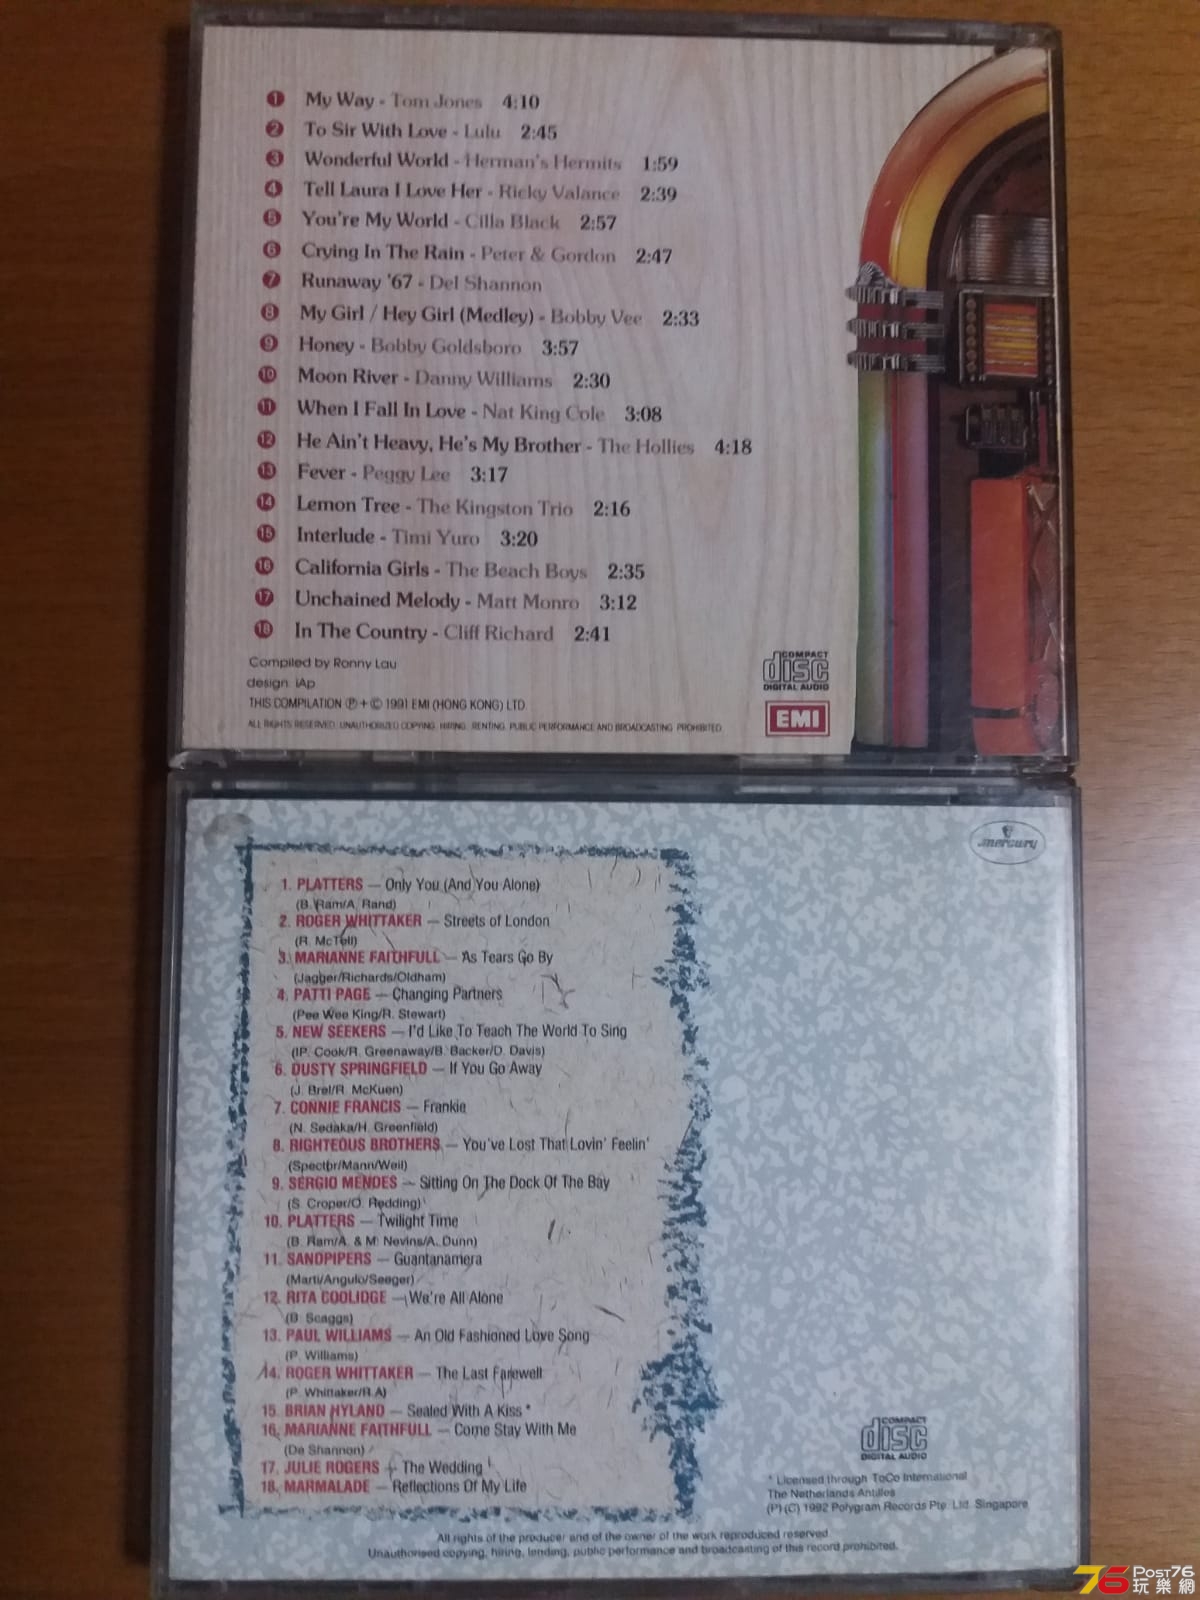 1 My Way - Tom Jones 4:10
2 To Sir With Love - Lulu 2:45
3 Wonderful World - Herman's Hermits 1:59
4 Tell Laura I Love Her - Ricky Valance 2:39
5 You're My World - Cilla Black 2:57
6 Crying In The Rain - Peter & Gordon 2:47
7 Runaway '67 - Del Shannon
8 My Girl / Hey Girl (Medley) - Bobby Vee 2:33
9 Honey - Bobby Goldsboro 3:57
10 Moon River - Danny Williams 2:30
11 When I Fall In Love - Nat King Cole 3:08
12 He Ain't Heavy, He's My Brother - The Hollies 4:18
13 Fever - Peggy Lee 3:17
14 Lemon Tree - The Kingston Trio 2:16
15 Interlude - Timi Yuro 3:20
16 California Girls - The Beach Boys 2:35
17 Unchained Melody - Matt Monro 3:12
18 In The Country - Cliff Richard 2:41
Compiled by Ronny Lau
design: iAp
THIS COMPILATION ℗ + © 1991 EMI (HONG KONG) LTD.
ALL RIGHTS RESERVED. UNAUTHORIZED COPYING, HIRING, RENTING, PUBLIC PERFORMANCE AND BROADCASTING PROHIBITED.
COMPACT
disc
DIGITAL AUDIO
EMI
mercury
1. PLATTERS — Only You (And You Alone)
(B. Ram/A. Rand)
2. ROGER WHITTAKER — Streets of London
(R. McTell)
3. MARIANNE FAITHFULL — As Tears Go By
(Jagger/Richards/Oldham)
4. PATTI PAGE — Changing Partners
(Pee Wee King/R. Stewart)
5. NEW SEEKERS — I'd Like To Teach The World To Sing
(IP. Cook/R. Greenaway/B. Backer/D. Davis)
6. DUSTY SPRINGFIELD — If You Go Away
(J. Brel/R. McKuen)
7. CONNIE FRANCIS — Frankie
(N. Sedaka/H. Greenfield)
8. RIGHTEOUS BROTHERS — You've Lost That Lovin' Feelin'
(Spector/Mann/Weil)
9. SERGIO MENDES — Sitting On The Dock Of The Bay
(S. Croper/O. Redding)
10. PLATTERS — Twilight Time
(B. Ram/A. & M. Nevins/A. Dunn)
11. SANDPIPERS — Guantanamera
(Marti/Angulo/Seeger)
12. RITA COOLIDGE — We're All Alone
(B. Scaggs)
13. PAUL WILLIAMS — An Old Fashioned Love Song
(P. Williams)
14. ROGER WHITTAKER — The Last Farewell
(P. Whittaker/R.A)
15. BRIAN HYLAND — Sealed With A Kiss *
16. MARIANNE FAITHFULL — Come Stay With Me
(De Shannon)
17. JULIE ROGERS — The Wedding
18. MARMALADE — Reflections Of My Life
COMPACT
disc
DIGITAL AUDIO
* Licensed through ToCo International
The Netherlands Antilles
(P) (C) 1992 Polygram Records Pte. Ltd. Singapore
All rights of the producer and of the owner of the work reproduced reserved.
Unauthorised copying, hiring, lending, public performance and broadcasting of this record prohibited.
76 Post76
玩樂網